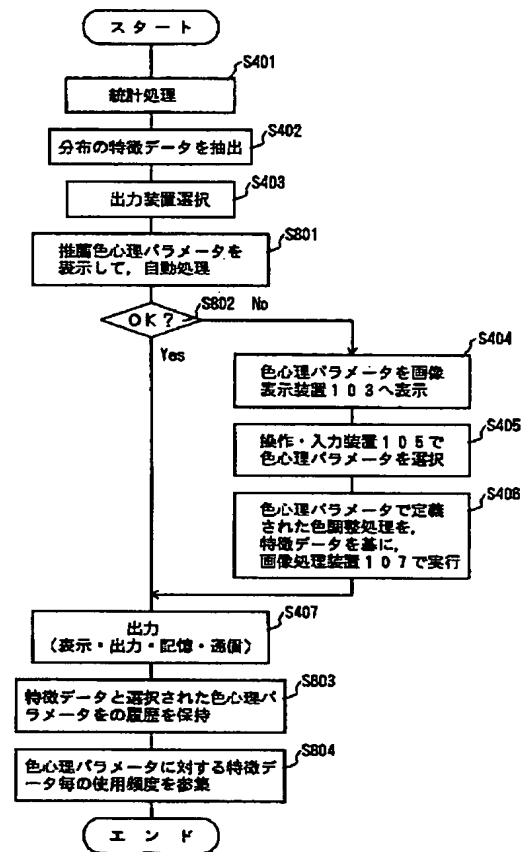 スタート
S401
統計処理
S402
分布の特徴データを抽出
S403
出力装置選択
S801
推薦色心理パラメータを
表示して,自動処理
S802 No
OK?
Yes
S404
色心理パラメータを画像
表示装置103へ表示
S405
操作・入力装置105で
色心理パラメータを選択
S406
色心理パラメータで定義
された色調整処理を,
特徴データを基に,
画像処理装置107で実行
S407
出力
(表示・出力・記憶・通信)
S803
特徴データと選択された色心理パ
ラメータをの履歴を保持
S804
色心理パラメータに対する特徴デー
タ毎の使用頻度を参集
エンド